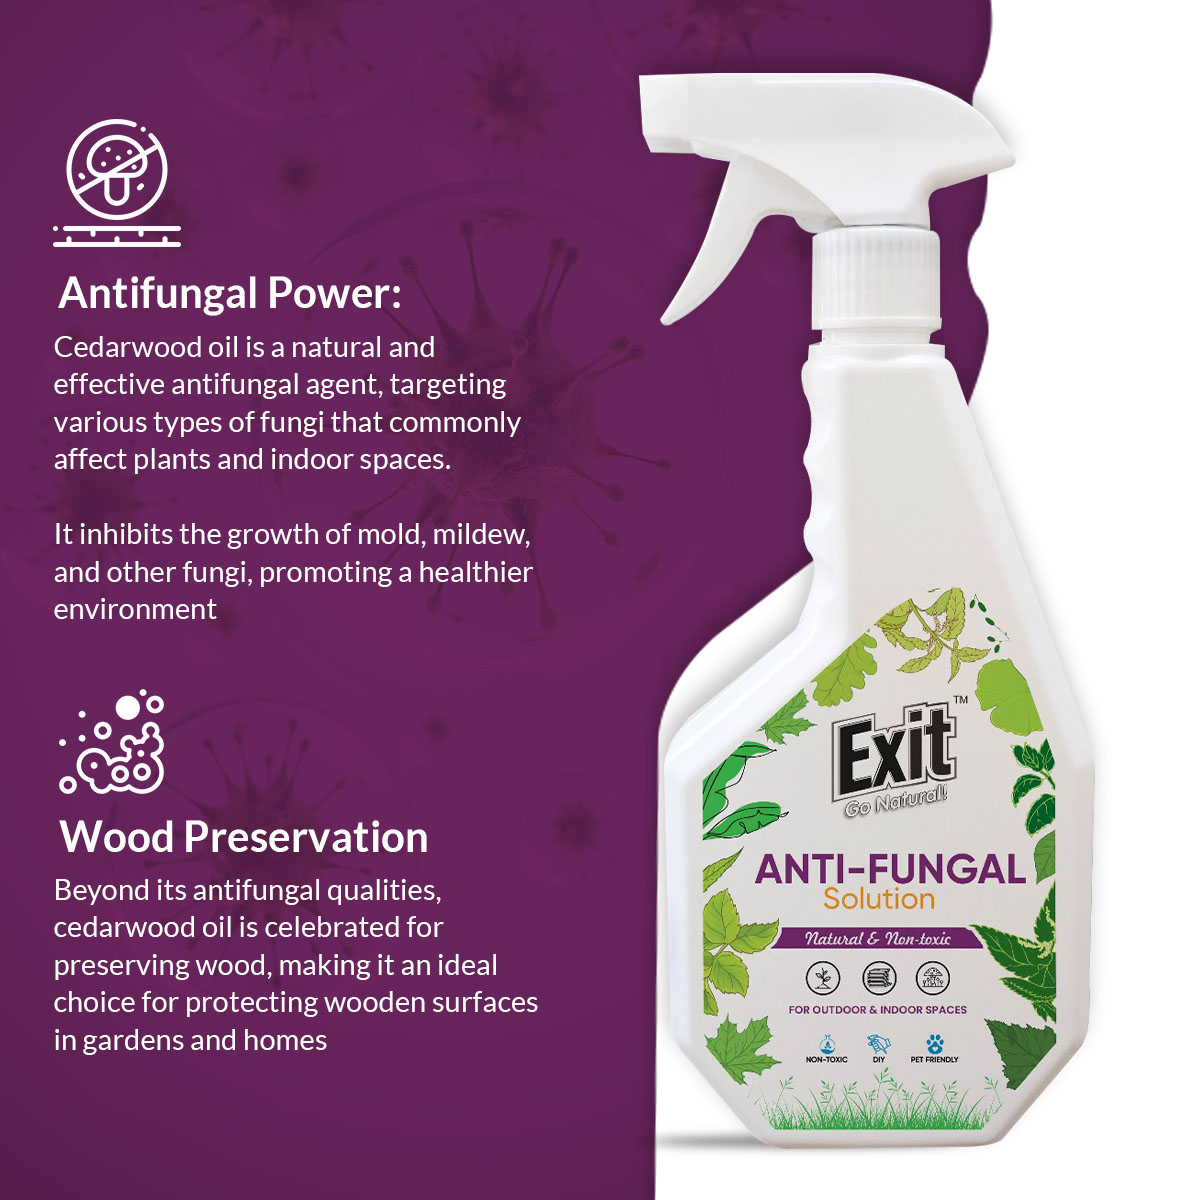 Antifungal Power:
Cedarwood oil is a natural and
effective antifungal agent, targeting
various types of fungi that commonly
affect plants and indoor spaces.
It inhibits the growth of mold, mildew,
and other fungi, promoting a healthier
environment
Wood Preservation
Beyond its antifungal qualities,
cedarwood oil is celebrated for
preserving wood, making it an ideal
choice for protecting wooden surfaces
in gardens and homes
Exit™
Go Natural!
ANTI-FUNGAL
Solution
Natural & Non-toxic
FOR OUTDOOR & INDOOR SPACES
NON-TOXIC DIY PET FRIENDLY